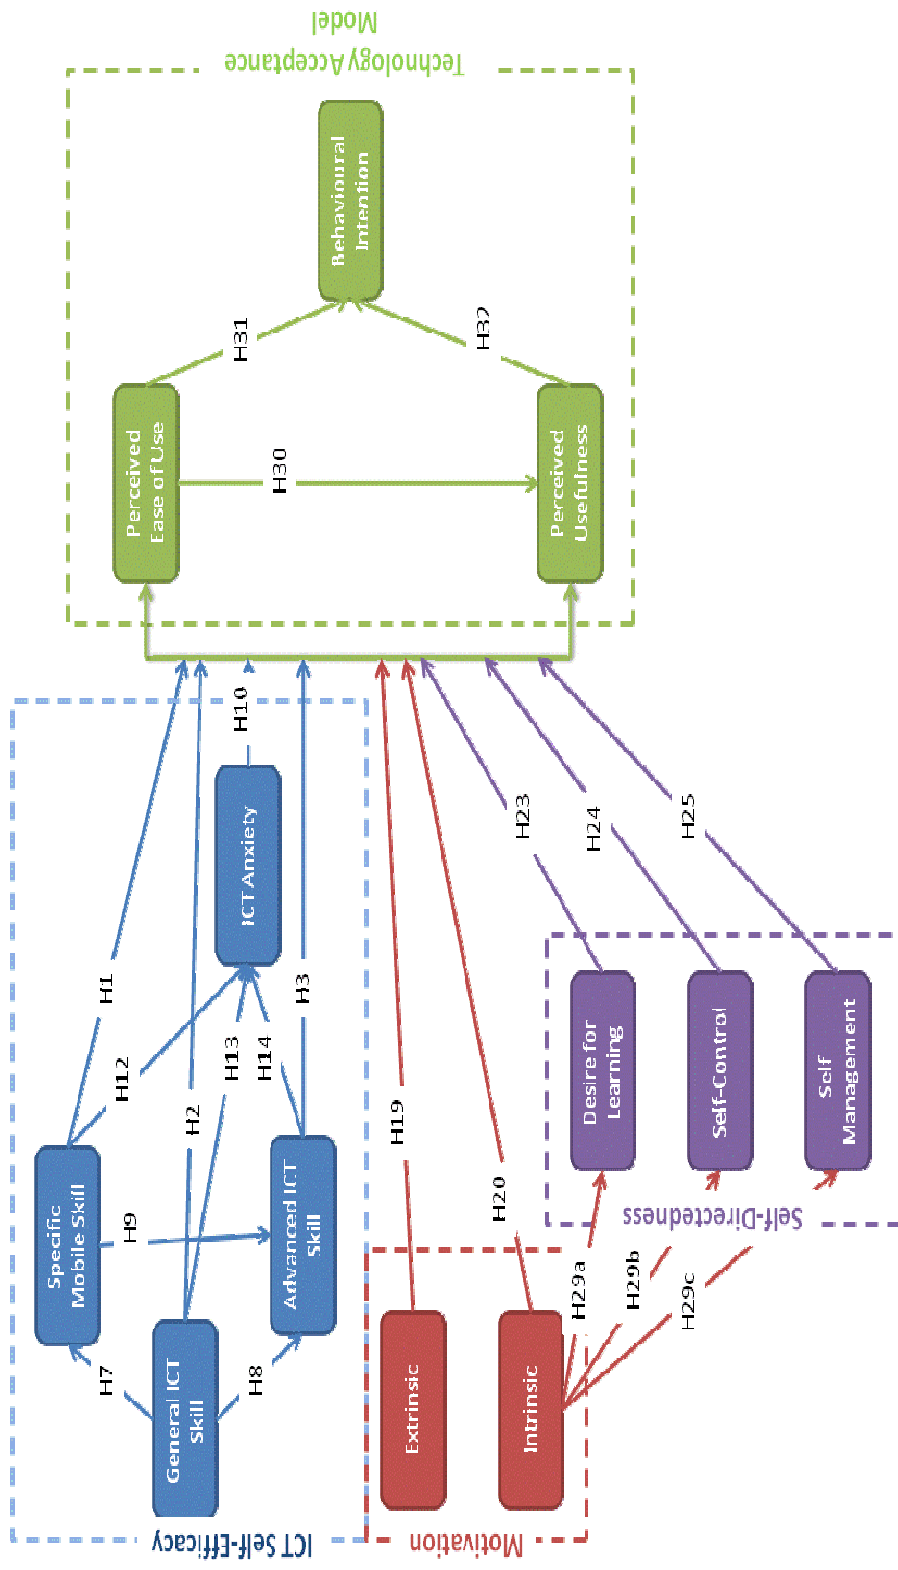 Technology Acceptance
Model
Behavioural
Intention
H31
H32
Perceived
Ease of Use
H30
Perceived
Usefulness
H10
ICT Anxiety
H1
H12
H13
H14
H3
H2
Specific
Mobile Skill
H9
Advanced ICT
Skill
H7
H8
General ICT
Skill
ICT Self-Efficacy
H19
H20
Extrinsic
Intrinsic
Motivation
H23
H24
H25
Desire for
Learning
Self-Control
Self
Management
Self-Directedness
H29a
H29b
H29c